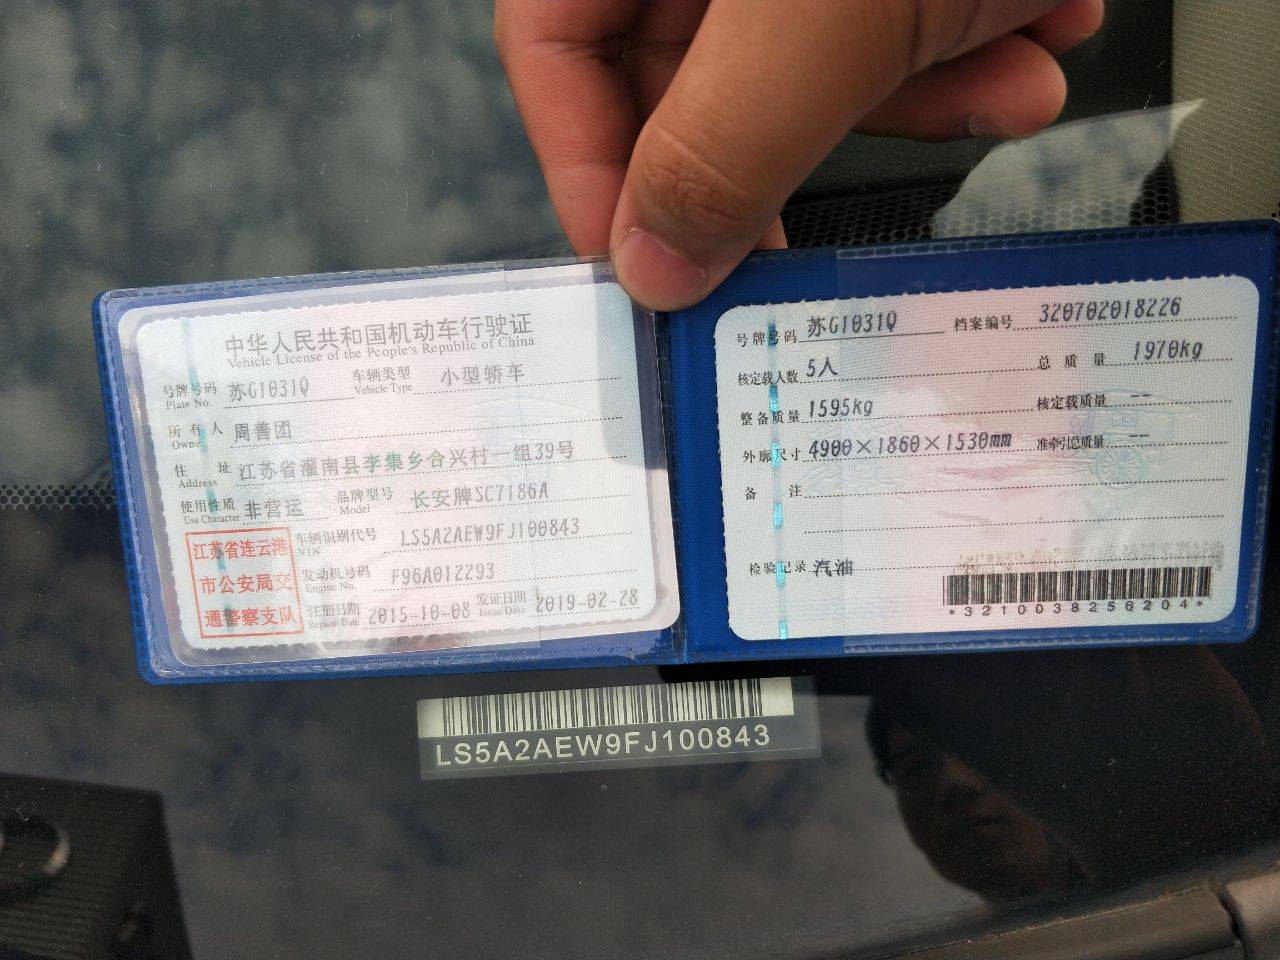 中华人民共和国机动车行驶证
Vehicle License of the People's Republic of China
号牌号码 苏G1031Q 车辆类型 小型轿车
Plate No. Vehicle Type
所有人 周善团
Owner
住址 江苏省灌南县李集乡合兴村一组39号
Address
使用性质 非营运 品牌型号 长安牌SC7186A
Use Character Model
江苏省连云港
市公安局交
通警察支队
车辆识别代号 LS5A2AEW9FJ100843
VIN
发动机号码 F96A012293
Engine No.
注册日期 2015-10-08 发证日期 2019-02-28
Register Date Issue Date
号牌号码 苏G1031Q 档案编号 320702018226
核定载人数 5人 总质量 1970kg
整备质量 1595kg 核定载质量 --
外廓尺寸 4900×1860×1530mm 准牵引总质量 --
备注
检验记录 汽油
*3210038256204*
LS5A2AEW9FJ100843